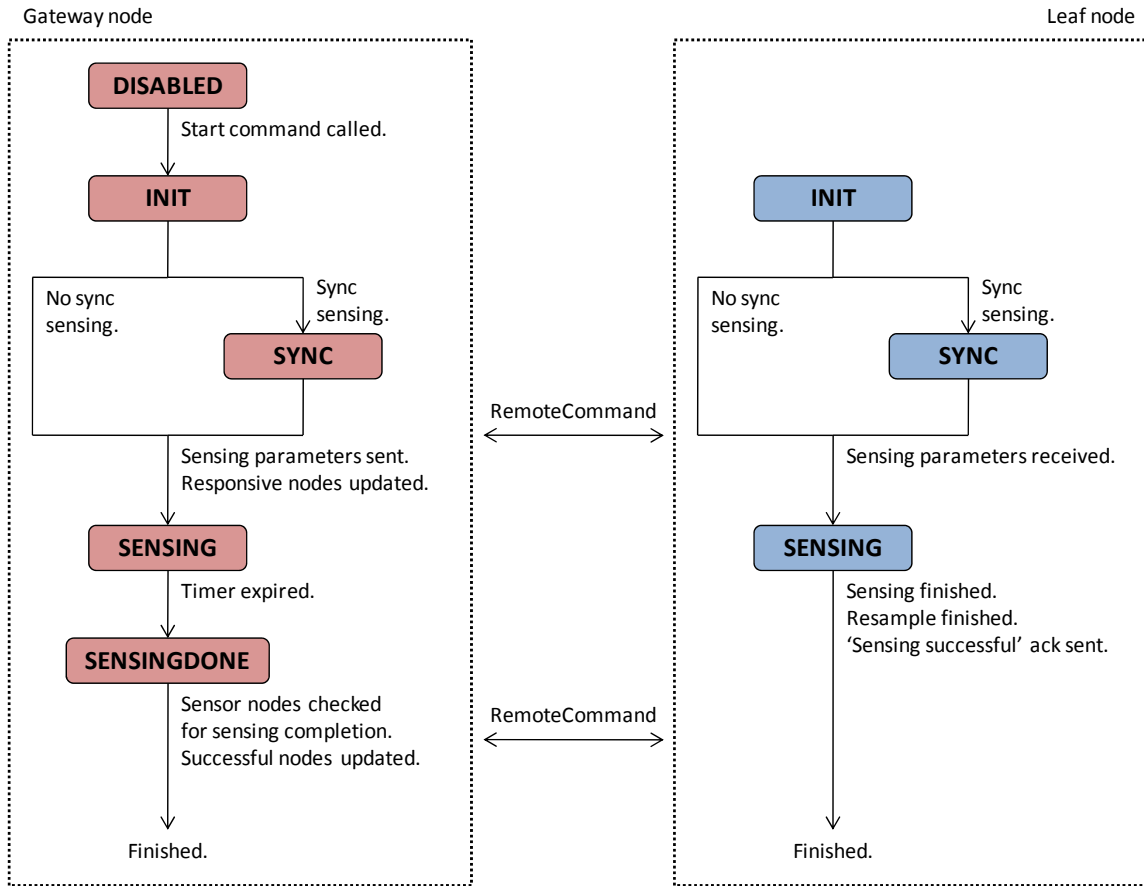 Gateway node
Leaf node
DISABLED
Start command called.
INIT
No sync
sensing.
Sync
sensing.
SYNC
Sensing parameters sent.
Responsive nodes updated.
SENSING
Timer expired.
SENSINGDONE
Sensor nodes checked
for sensing completion.
Successful nodes updated.
Finished.
RemoteCommand
RemoteCommand
INIT
No sync
sensing.
Sync
sensing.
SYNC
Sensing parameters received.
SENSING
Sensing finished.
Resample finished.
‘Sensing successful’ ack sent.
Finished.